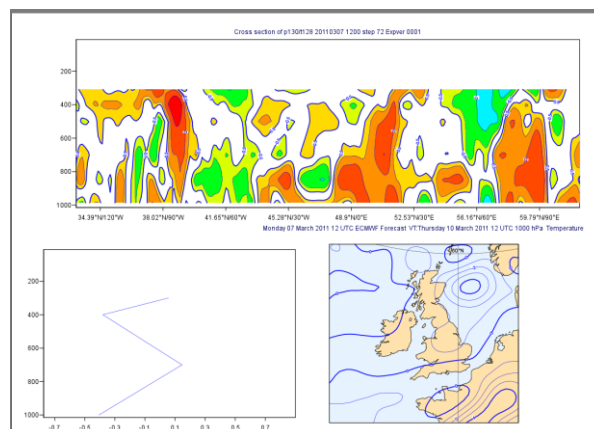 Cross section of p130/t128 20110307 1200 step 72 Expver 0001
200
400
600
800
1000
34.39°N/120°W 38.02°N/90°W 41.65°N/60°W 45.28°N/30°W 48.9°N/0° 52.53°N/30°E 56.16°N/60°E 59.79°N/90°E
Monday 07 March 2011 12 UTC ECMWF Forecast VT:Thursday 10 March 2011 12 UTC 1000 hPa Temperature
200
400
600
800
1000
-0.7 -0.5 -0.3 -0.1 0.1 0.3 0.5 0.7